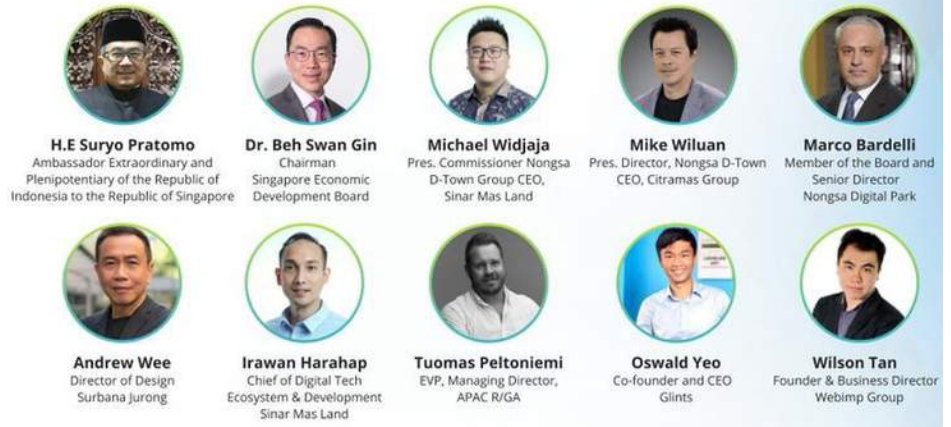 H.E Suryo Pratomo
Ambassador Extraordinary and
Plenipotentiary of the Republic of
Indonesia to the Republic of Singapore
Dr. Beh Swan Gin
Chairman
Singapore Economic
Development Board
Michael Widjaja
Pres. Commissioner Nongsa
D-Town Group CEO,
Sinar Mas Land
Mike Wiluan
Pres. Director, Nongsa D-Town
CEO, Citramas Group
Marco Bardelli
Member of the Board and
Senior Director
Nongsa Digital Park
Andrew Wee
Director of Design
Surbana Jurong
Irawan Harahap
Chief of Digital Tech
Ecosystem & Development
Sinar Mas Land
Tuomas Peltoniemi
EVP, Managing Director,
APAC R/GA
Oswald Yeo
Co-founder and CEO
Glints
Wilson Tan
Founder & Business Director
Webimp Group